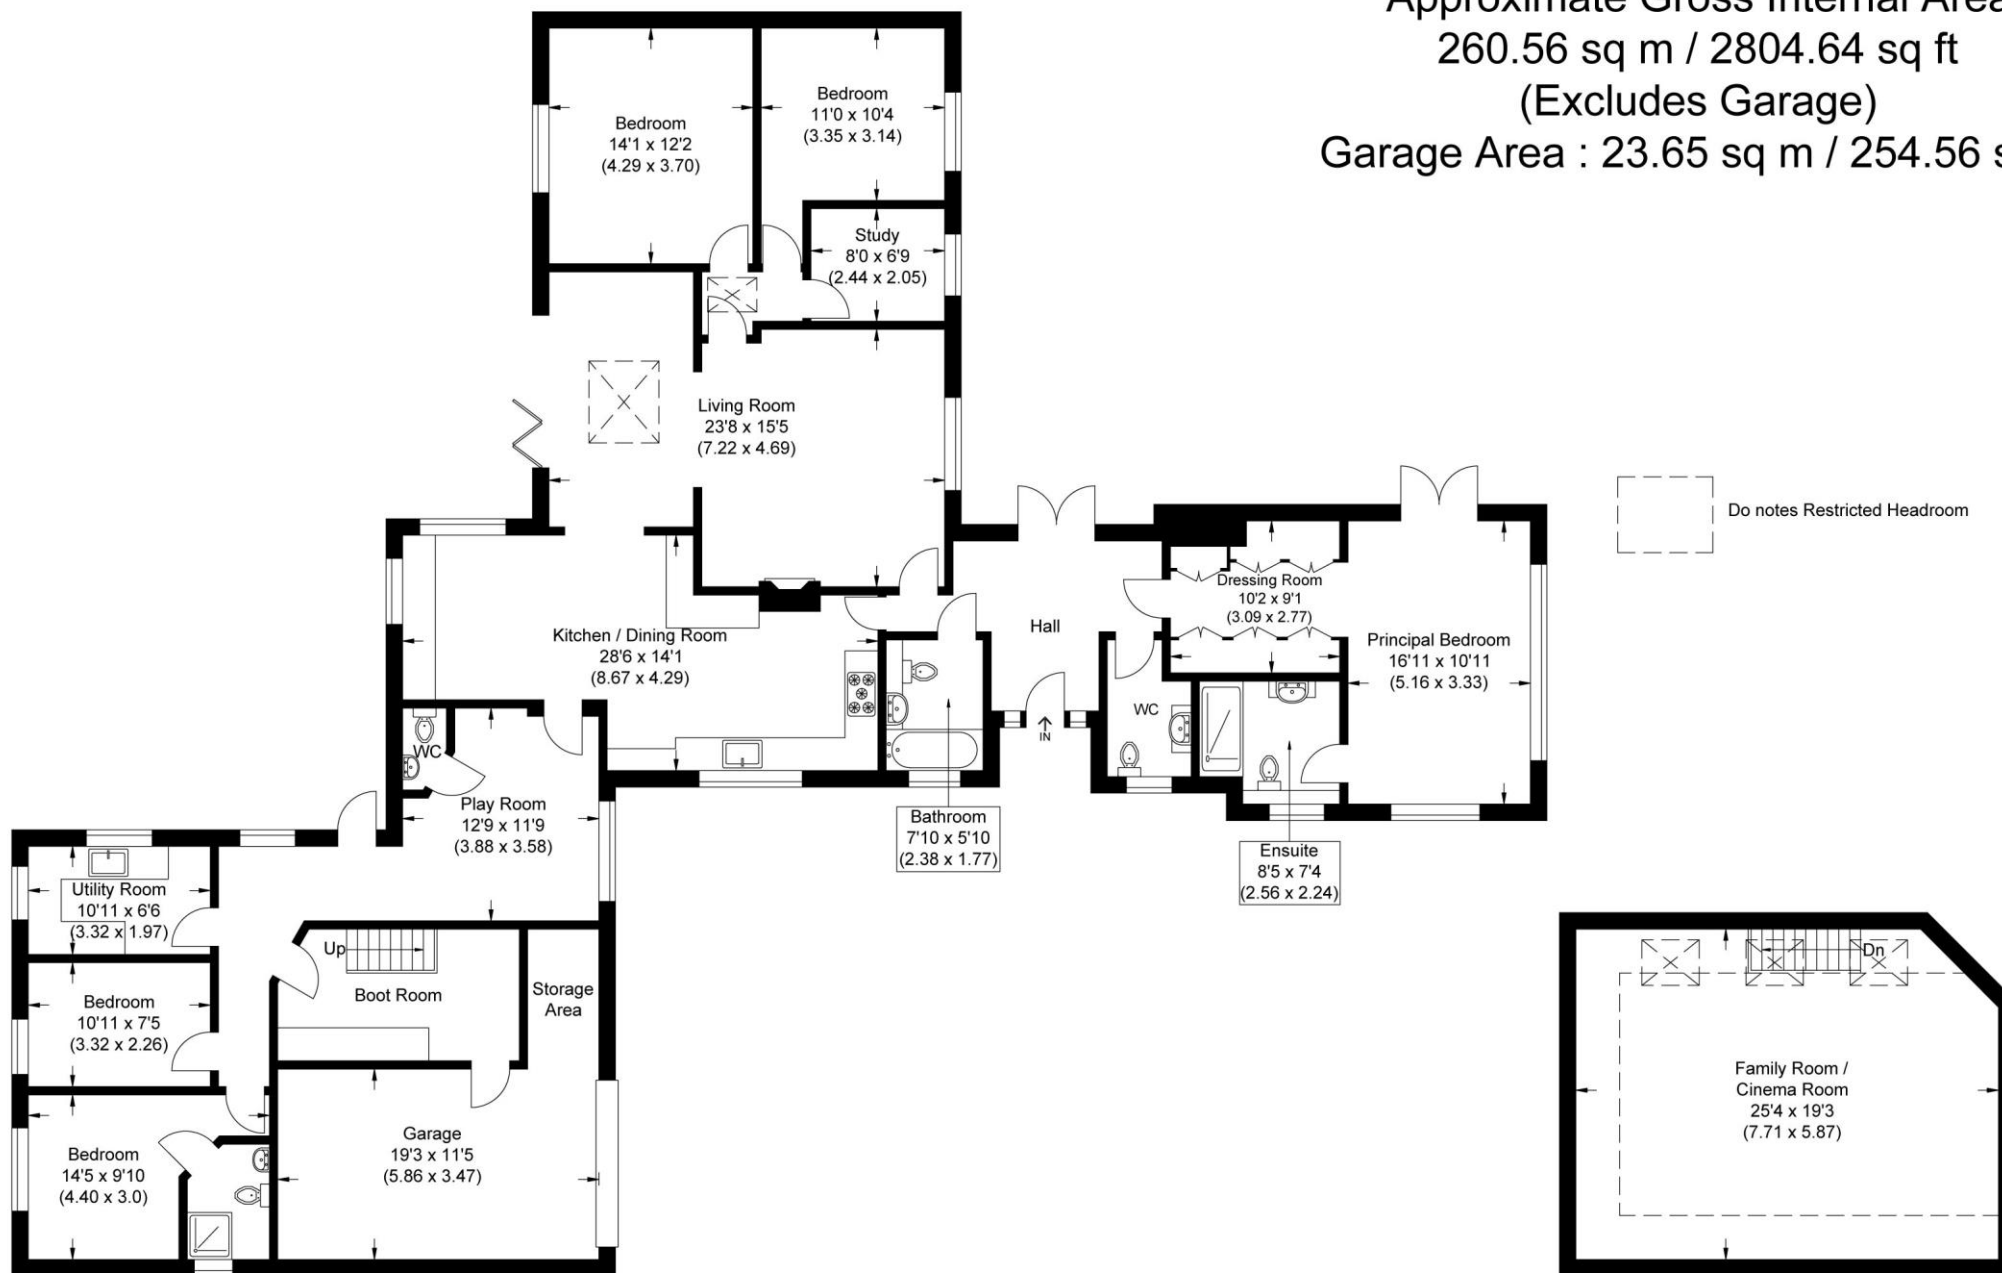 Approximate Gross Internal Area
260.56 sq m / 2804.64 sq ft
(Excludes Garage)
Garage Area : 23.65 sq m / 254.56 s
Bedroom
14'1 x 12'2
(4.29 x 3.70)
Bedroom
11'0 x 10'4
(3.35 x 3.14)
Study
8'0 x 6'9
(2.44 x 2.05)
Living Room
23'8 x 15'5
(7.22 x 4.69)
Do notes Restricted Headroom
Kitchen / Dining Room
28'6 x 14'1
(8.67 x 4.29)
Hall
Dressing Room
10'2 x 9'1
(3.09 x 2.77)
Principal Bedroom
16'11 x 10'11
(5.16 x 3.33)
WC
IN
WC
Play Room
12'9 x 11'9
(3.88 x 3.58)
Bathroom
7'10 x 5'10
(2.38 x 1.77)
Ensuite
8'5 x 7'4
(2.56 x 2.24)
Utility Room
10'11 x 6'6
(3.32 x 1.97)
Up
Boot Room
Storage
Area
Bedroom
10'11 x 7'5
(3.32 x 2.26)
Bedroom
14'5 x 9'10
(4.40 x 3.0)
Garage
19'3 x 11'5
(5.86 x 3.47)
Dn
Family Room /
Cinema Room
25'4 x 19'3
(7.71 x 5.87)